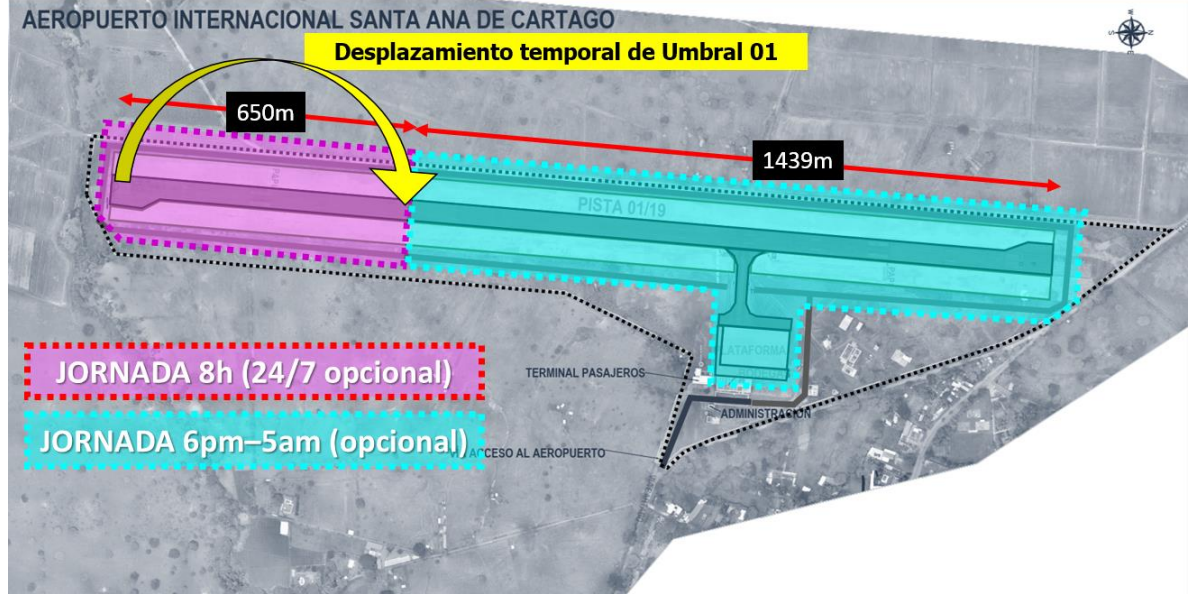 AEROPUERTO INTERNACIONAL SANTA ANA DE CARTAGO
Desplazamiento temporal de Umbral 01
650m
1439m
PISTA 01/19
JORNADA 8h (24/7 opcional)
LATAFORMA
TERMINAL PASAJEROS
ADMINISTRACIÓN
JORNADA 6pm–5am (opcional)
ACCESO AL AEROPUERTO
W
S
N
E